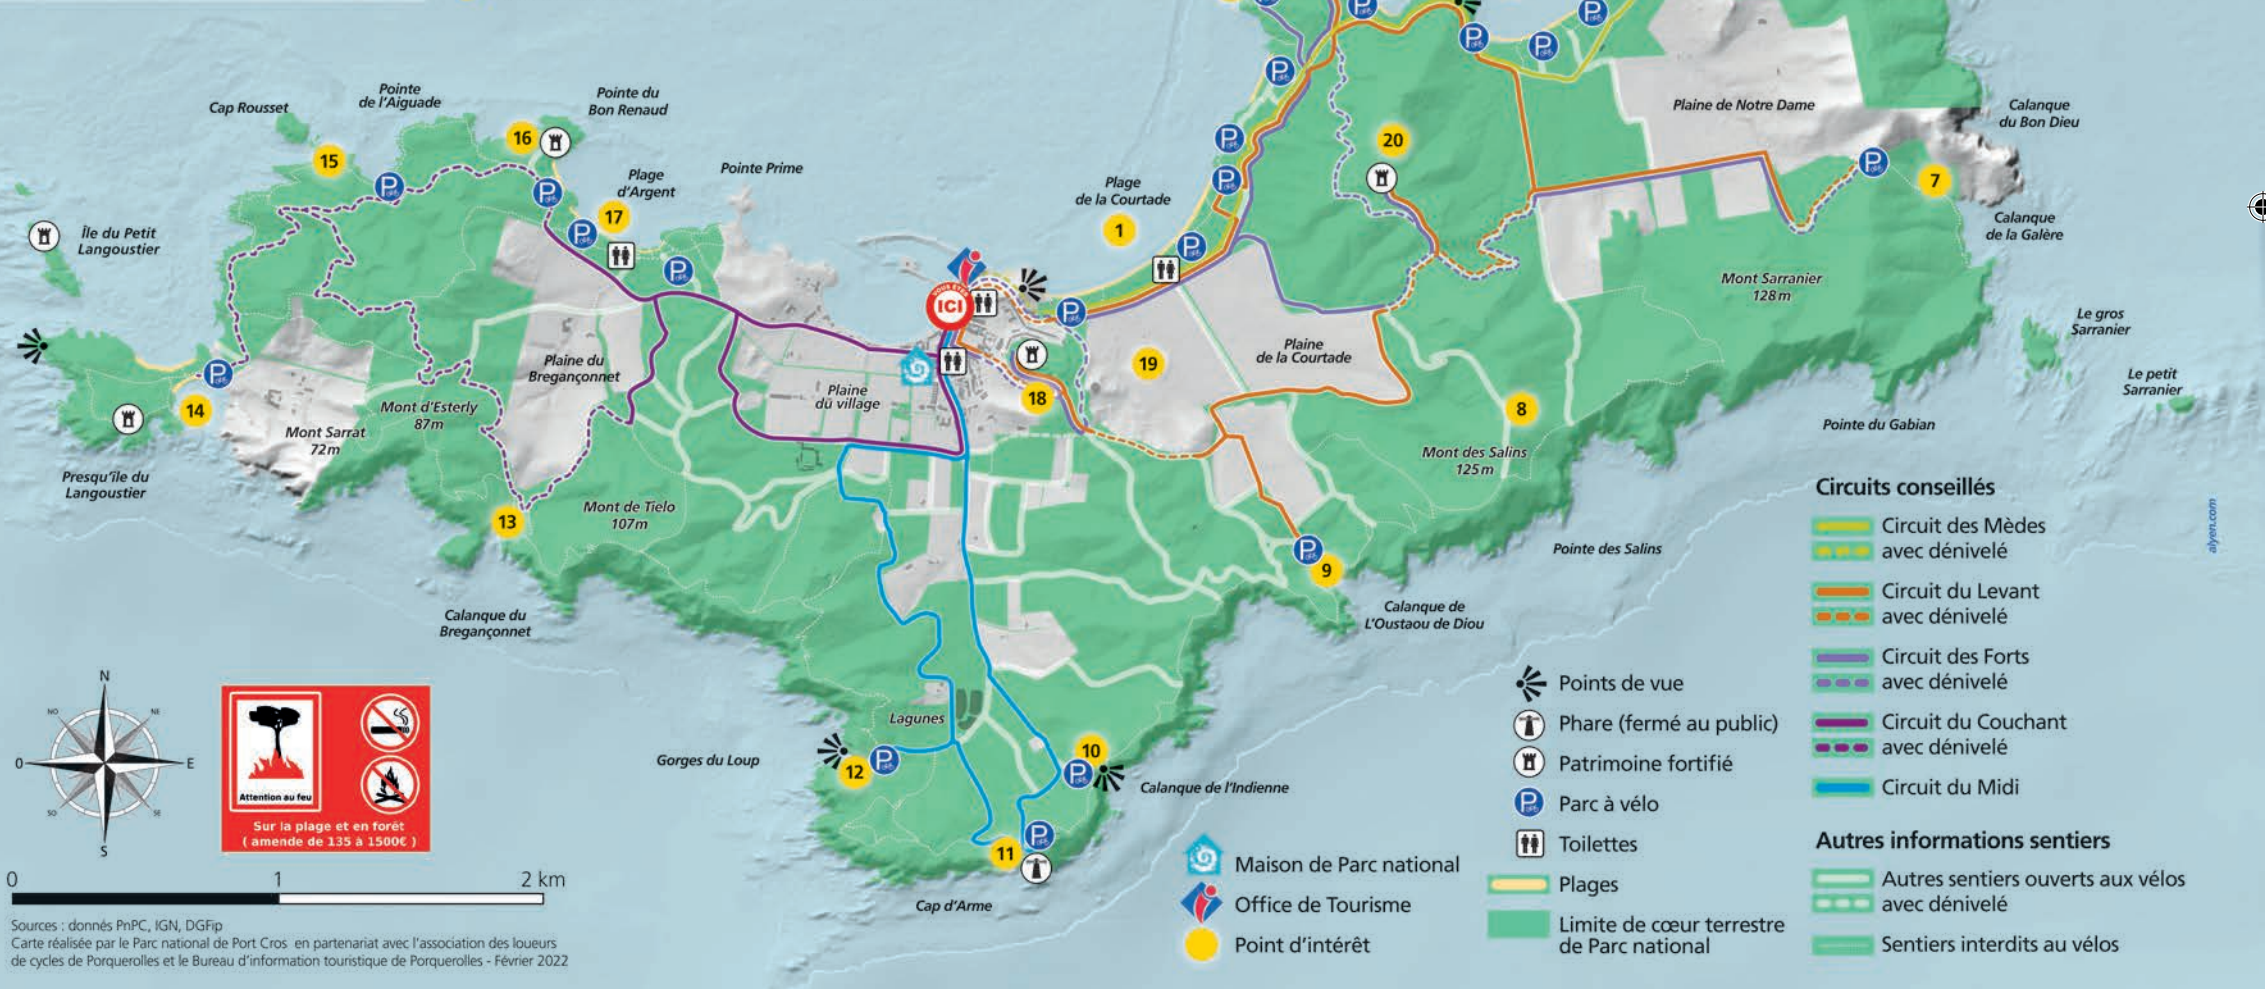 Cap Rousset
Pointe
de l'Aiguade
Pointe du
Bon Renaud
16
15
Plage
d'Argent
17
Pointe Prime
Île du Petit
Langoustier
Plage
de la Courtade
1
20
Plaine de Notre Dame
Calanque
du Bon Dieu
7
Calanque
de la Galère
Mont Sarranier
128 m
Le gros
Sarranier
Le petit
Sarranier
VOUS ETES
ICI
Plaine du
Bregançonnet
Plaine
du village
18
19
Plaine
de la Courtade
8
14
Mont d'Esterly
87m
Mont Sarrat
72m
Presqu'île du
Langoustier
13
Mont de Tielo
107m
Mont des Salins
125m
Pointe du Gabian
Pointe des Salins
9
Calanque de
L'Oustaou de Diou
Calanque du
Bregançonnet
Lagunes
Gorges du Loup
12
10
Calanque de l'Indienne
11
Cap d'Arme
N
NO
NE
O
E
SO
SE
S
Attention au feu
Sur la plage et en forêt
( amende de 135 à 1500€ )
0 1 2 km
Sources : donnés PnPC, IGN, DGFip
Carte réalisée par le Parc national de Port Cros en partenariat avec l'association des loueurs
de cycles de Porquerolles et le Bureau d'information touristique de Porquerolles - Février 2022
Maison de Parc national
Office de Tourisme
Point d'intérêt
Points de vue
Phare (fermé au public)
Patrimoine fortifié
Parc à vélo
Toilettes
Plages
Limite de cœur terrestre
de Parc national
Circuits conseillés
Circuit des Mèdes
avec dénivelé
Circuit du Levant
avec dénivelé
Circuit des Forts
avec dénivelé
Circuit du Couchant
avec dénivelé
Circuit du Midi
Autres informations sentiers
Autres sentiers ouverts aux vélos
avec dénivelé
Sentiers interdits au vélos
alyen.com